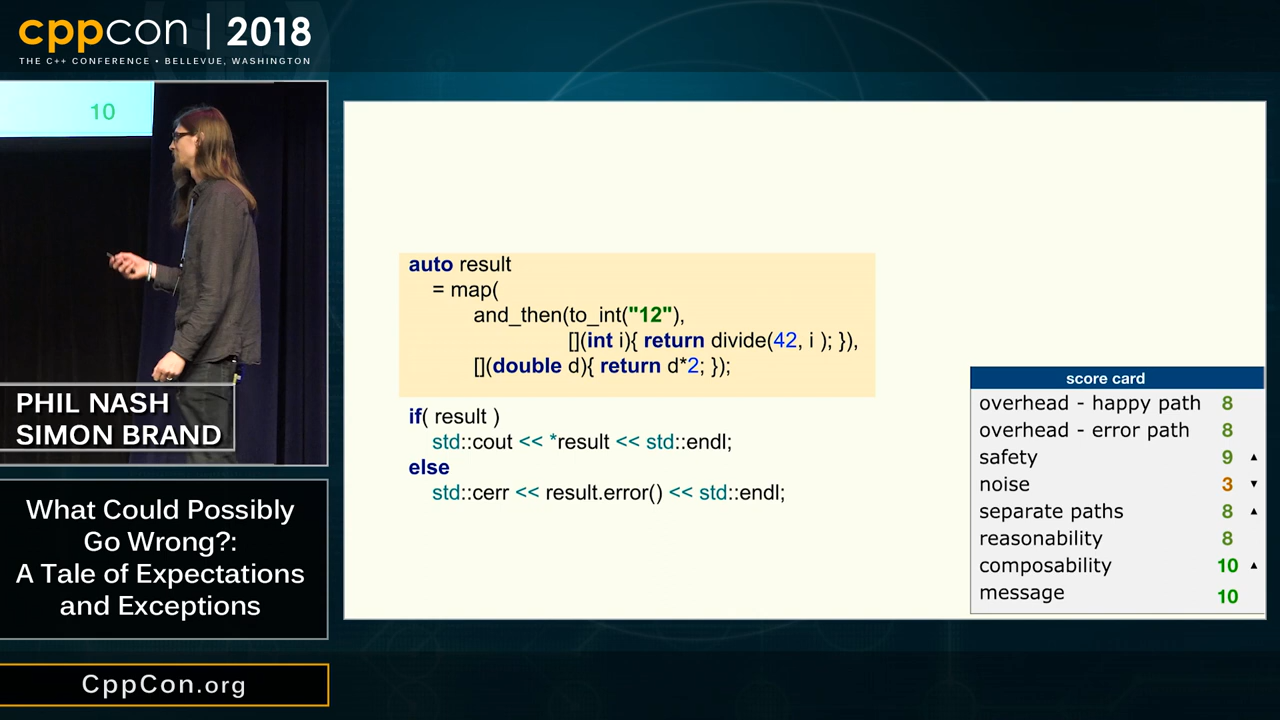 cppcon | 2018
THE C++ CONFERENCE • BELLEVUE, WASHINGTON
10
PHIL NASH
SIMON BRAND
What Could Possibly
Go Wrong?:
A Tale of Expectations
and Exceptions
CppCon.org
auto result
= map(
and_then(to_int("12"),
[](int i){ return divide(42, i ); }),
[](double d){ return d*2; });
if( result )
std::cout << *result << std::endl;
else
std::cerr << result.error() << std::endl;
score card
overhead - happy path 8
overhead - error path 8
safety 9 ▲
noise 3 ▼
separate paths 8 ▲
reasonability 8
composability 10 ▲
message 10